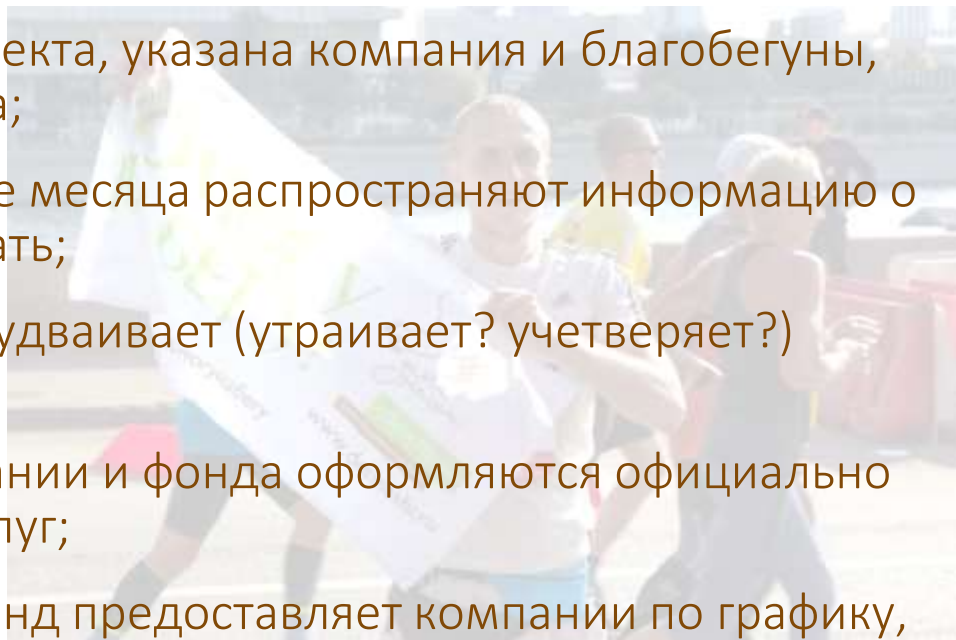 екта, указана компания и благобегуны,
а;
е месяца распространяют информацию о
ать;
удваивает (утраивает? учетверяет?)
нии и фонда оформляются официально
луг;
нд предоставляет компании по графику,